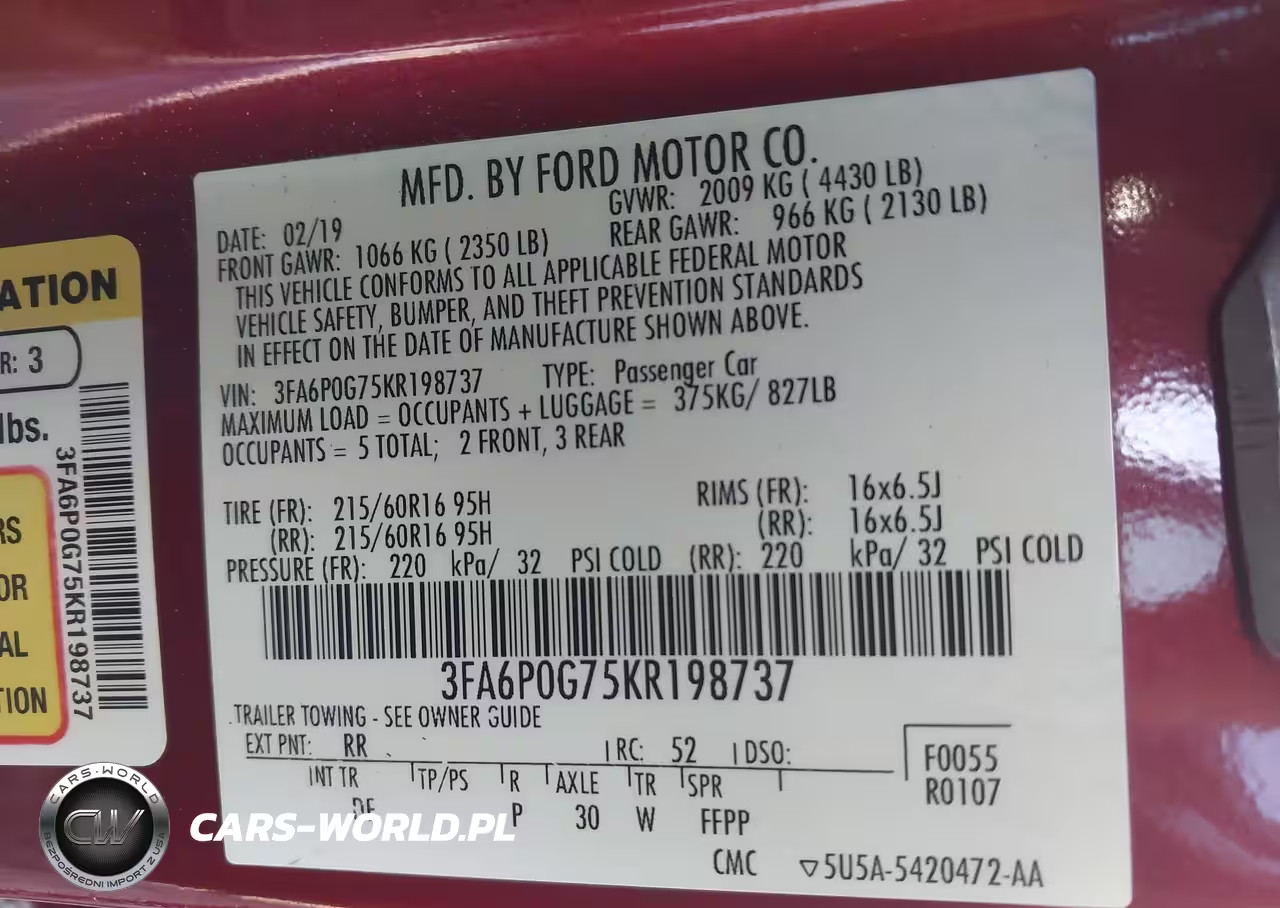 MFD. BY FORD MOTOR CO.
DATE: 02/19 GVWR: 2009 KG ( 4430 LB)
FRONT GAWR: 1066 KG ( 2350 LB) REAR GAWR: 966 KG ( 2130 LB)
THIS VEHICLE CONFORMS TO ALL APPLICABLE FEDERAL MOTOR
VEHICLE SAFETY, BUMPER, AND THEFT PREVENTION STANDARDS
IN EFFECT ON THE DATE OF MANUFACTURE SHOWN ABOVE.
VIN: 3FA6P0G75KR198737 TYPE: Passenger Car
MAXIMUM LOAD = OCCUPANTS + LUGGAGE = 375KG/ 827LB
OCCUPANTS = 5 TOTAL; 2 FRONT, 3 REAR
TIRE (FR): 215/60R16 95H RIMS (FR): 16x6.5J
(RR): 215/60R16 95H (RR): 16x6.5J
PRESSURE (FR): 220 kPa/ 32 PSI COLD (RR): 220 kPa/ 32 PSI COLD
3FA6P0G75KR198737
TRAILER TOWING - SEE OWNER GUIDE
EXT PNT: RR RC: 52 DSO:
INT TR TP/PS R AXLE TR SPR
P 30 W FFPP
F0055
R0107
CMC ▽5U5A-5420472-AA
ATION
R: 3
lbs.
3FA6P0G75KR198737
RS
OR
AL
TION
CARS-WORLD
CW
BEZPOŚREDNI IMPORT Z USA
CARS-WORLD.PL